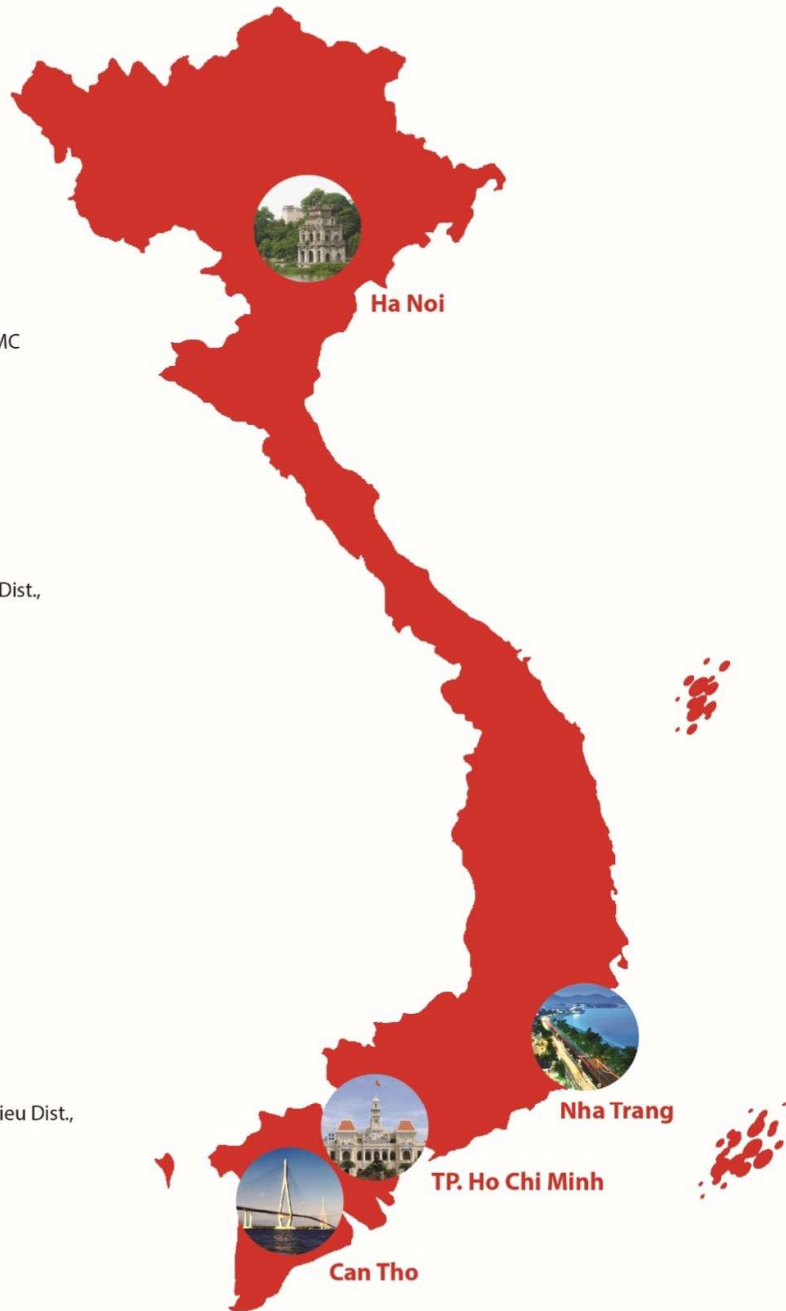 Ha Noi
MC
Dist.,
Nha Trang
ieu Dist.,
TP. Ho Chi Minh
Can Tho